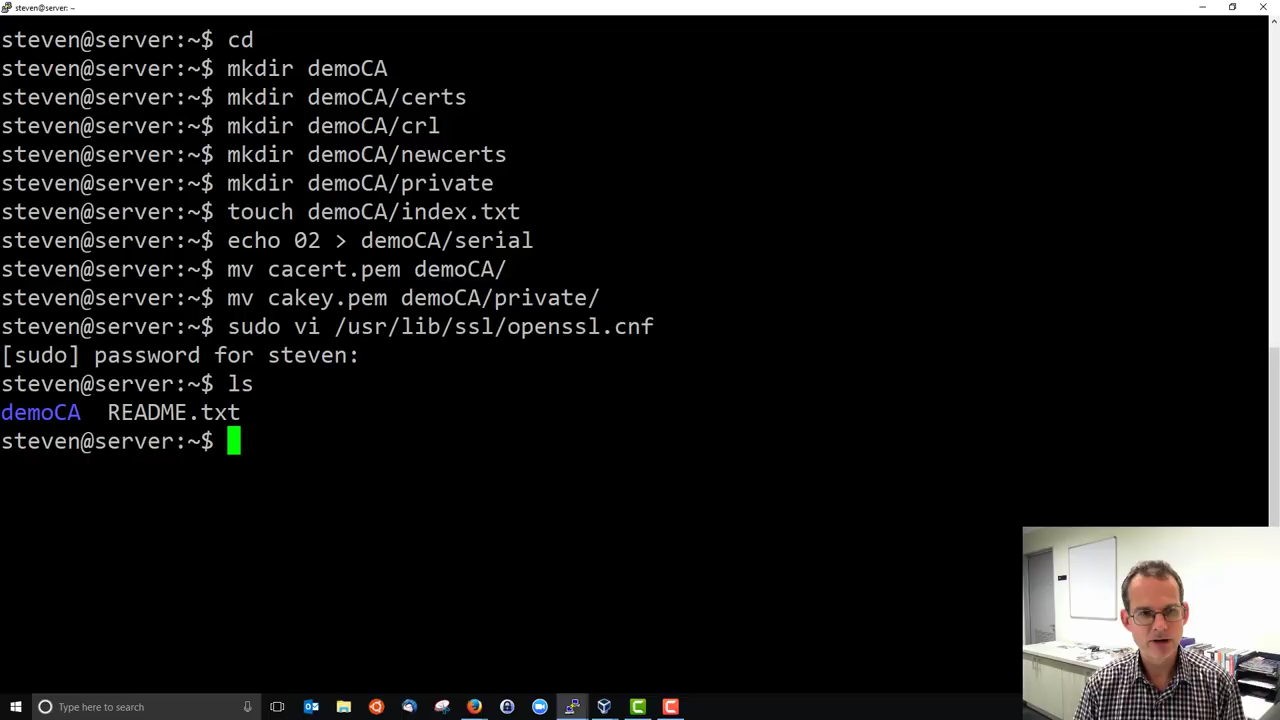 steven@server: ~
steven@server:~$ cd
steven@server:~$ mkdir demoCA
steven@server:~$ mkdir demoCA/certs
steven@server:~$ mkdir demoCA/crl
steven@server:~$ mkdir demoCA/newcerts
steven@server:~$ mkdir demoCA/private
steven@server:~$ touch demoCA/index.txt
steven@server:~$ echo 02 > demoCA/serial
steven@server:~$ mv cacert.pem demoCA/
steven@server:~$ mv cakey.pem demoCA/private/
steven@server:~$ sudo vi /usr/lib/ssl/openssl.cnf
[sudo] password for steven:
steven@server:~$ ls
demoCA  README.txt
steven@server:~$
Type here to search